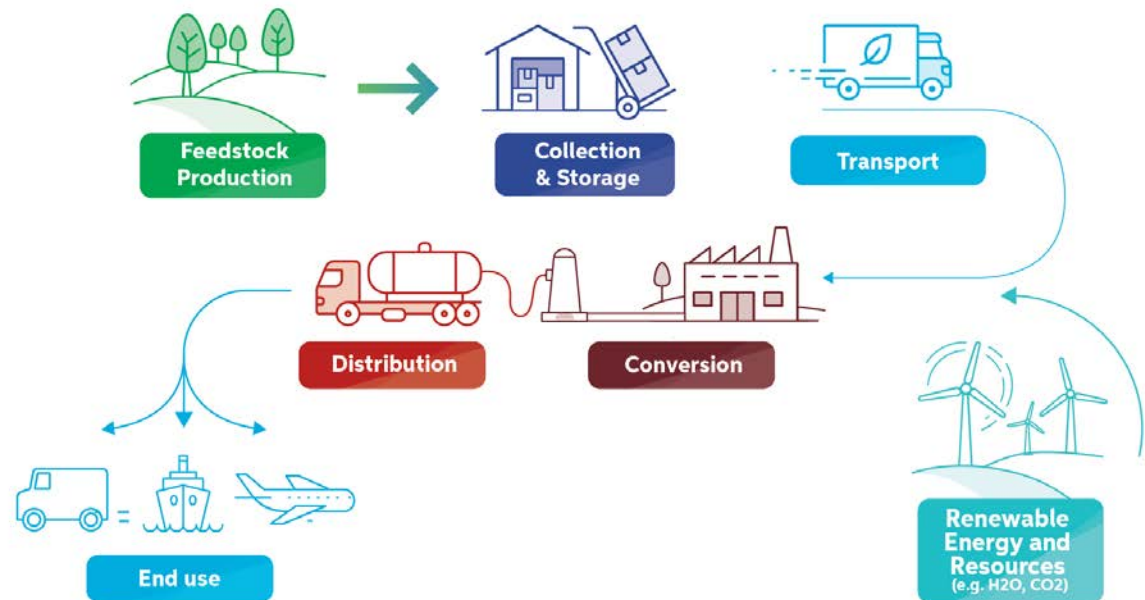 Feedstock
Production
Collection
& Storage
Transport
Distribution
Conversion
End use
Renewable
Energy and
Resources
(e.g. H2O, CO2)